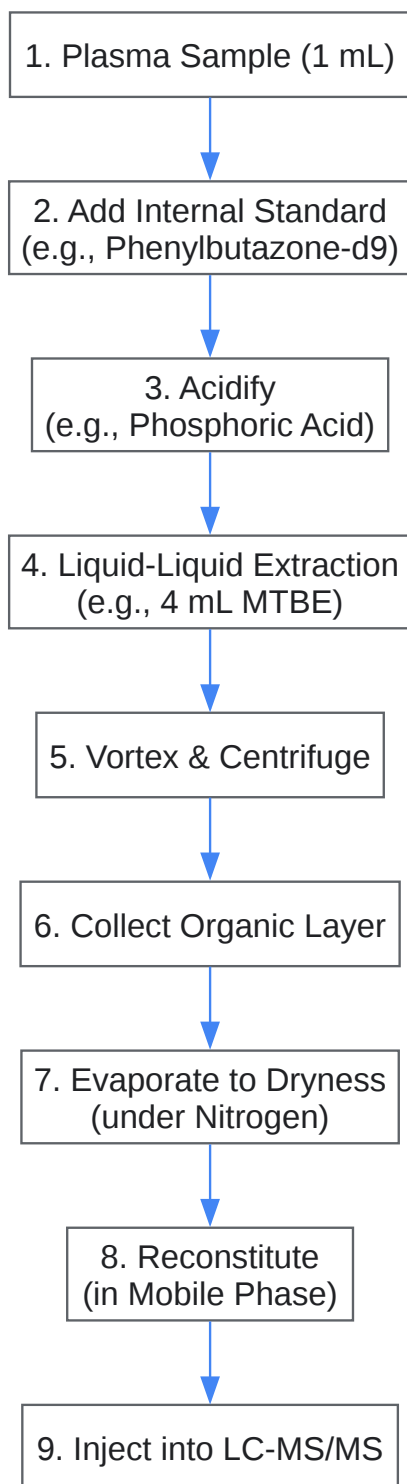 1. Plasma Sample (1 mL)
2. Add Internal Standard
(e.g., Phenylbutazone-d9)
3. Acidify
(e.g., Phosphoric Acid)
4. Liquid-Liquid Extraction
(e.g., 4 mL MTBE)
5. Vortex & Centrifuge
6. Collect Organic Layer
7. Evaporate to Dryness
(under Nitrogen)
8. Reconstitute
(in Mobile Phase)
9. Inject into LC-MS/MS